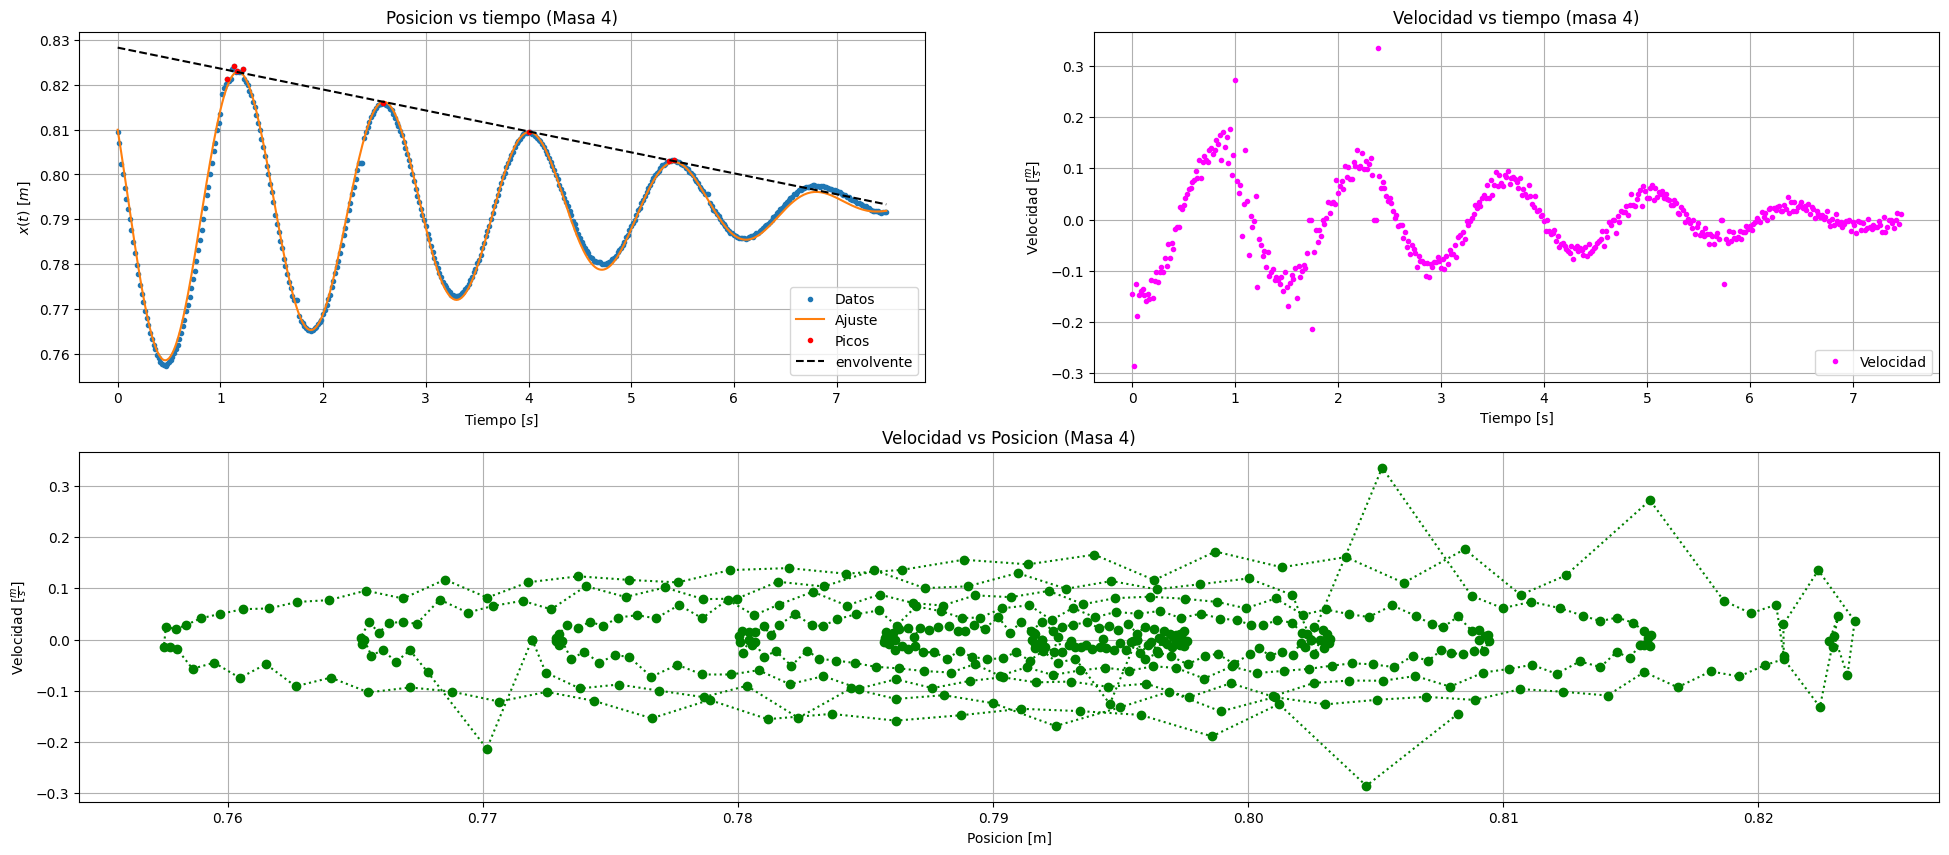 Posicion vs tiempo (Masa 4)
0.83
0.82
0.81
0.80
0.79
0.78
0.77
0.76
x(t) [m]
0 1 2 3 4 5 6 7
Tiempo [s]
Datos
Ajuste
Picos
envolvente
Velocidad vs tiempo (masa 4)
0.3
0.2
0.1
0.0
−0.1
−0.2
−0.3
Velocidad [m/s]
0 1 2 3 4 5 6 7
Tiempo [s]
Velocidad
Velocidad vs Posicion (Masa 4)
0.3
0.2
0.1
0.0
−0.1
−0.2
−0.3
Velocidad [m/s]
0.76 0.77 0.78 0.79 0.80 0.81 0.82
Posicion [m]